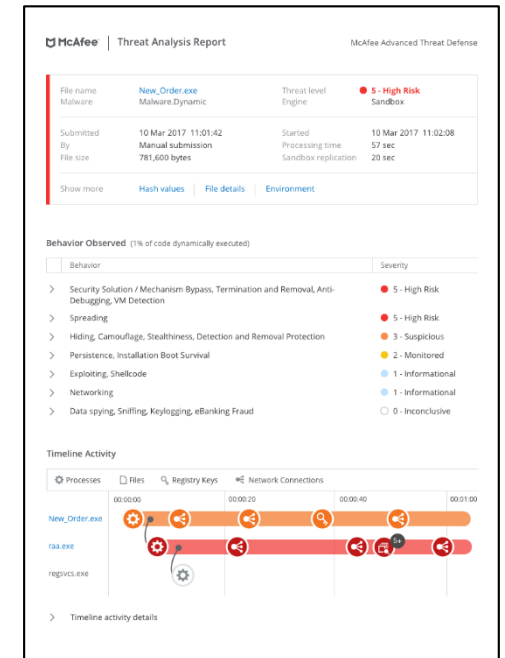 McAfee | Threat Analysis Report McAfee Advanced Threat Defense
File name New_Order.exe Threat level 5 - High Risk
Malware Malware.Dynamic Engine Sandbox
Submitted 10 Mar 2017 11:01:42 Started 10 Mar 2017 11:02:08
By Manual submission Processing time 57 sec
File size 781,600 bytes Sandbox replication 20 sec
Show more Hash values | File details | Environment
Behavior Observed (1% of code dynamically executed)
Behavior Severity
Security Solution / Mechanism Bypass, Termination and Removal, Anti-
Debugging, VM Detection 5 - High Risk
Spreading 5 - High Risk
Hiding, Camouflage, Stealthiness, Detection and Removal Protection 3 - Suspicious
Persistence, Installation Boot Survival 2 - Monitored
Exploiting, Shellcode 1 - Informational
Networking 1 - Informational
Data spying, Sniffing, Keylogging, eBanking Fraud 0 - Inconclusive
Timeline Activity
Processes Files Registry Keys Network Connections
00:00:00 00:00:20 00:00:40 00:01:00
New_Order.exe
raa.exe 5+
regsvcs.exe
Timeline activity details